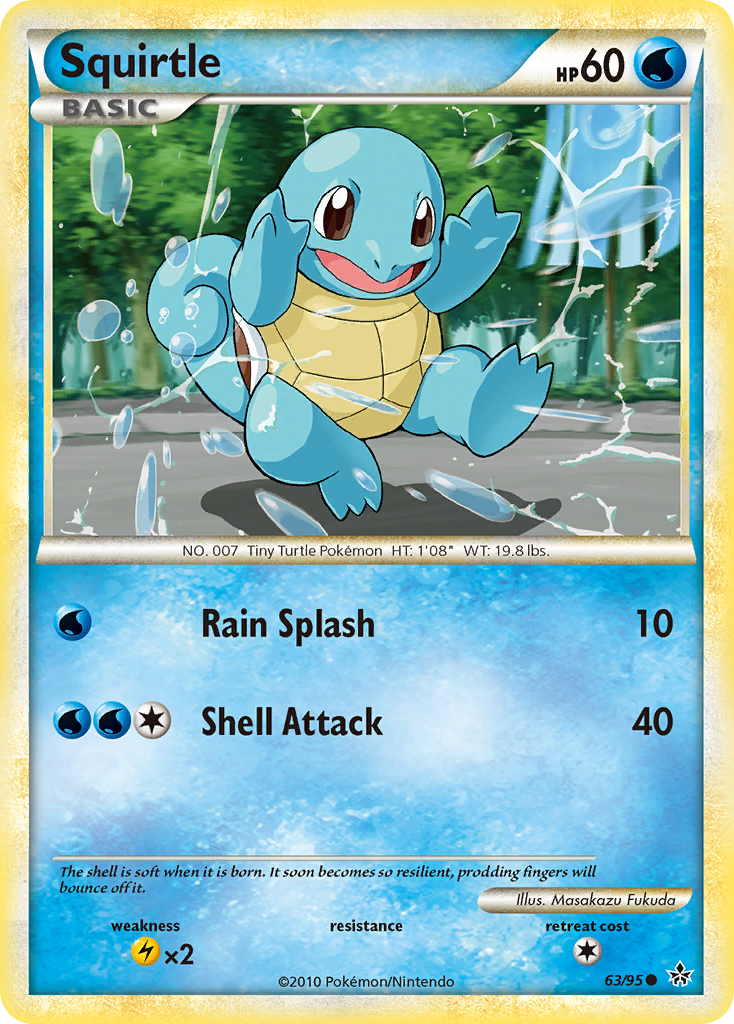 Squirtle
HP60
BASIC
NO. 007 Tiny Turtle Pokémon HT: 1'08" WT: 19.8 lbs.
Rain Splash 10
Shell Attack 40
The shell is soft when it is born. It soon becomes so resilient, prodding fingers will
bounce off it.
Illus. Masakazu Fukuda
weakness resistance retreat cost
×2
©2010 Pokémon/Nintendo 63/95